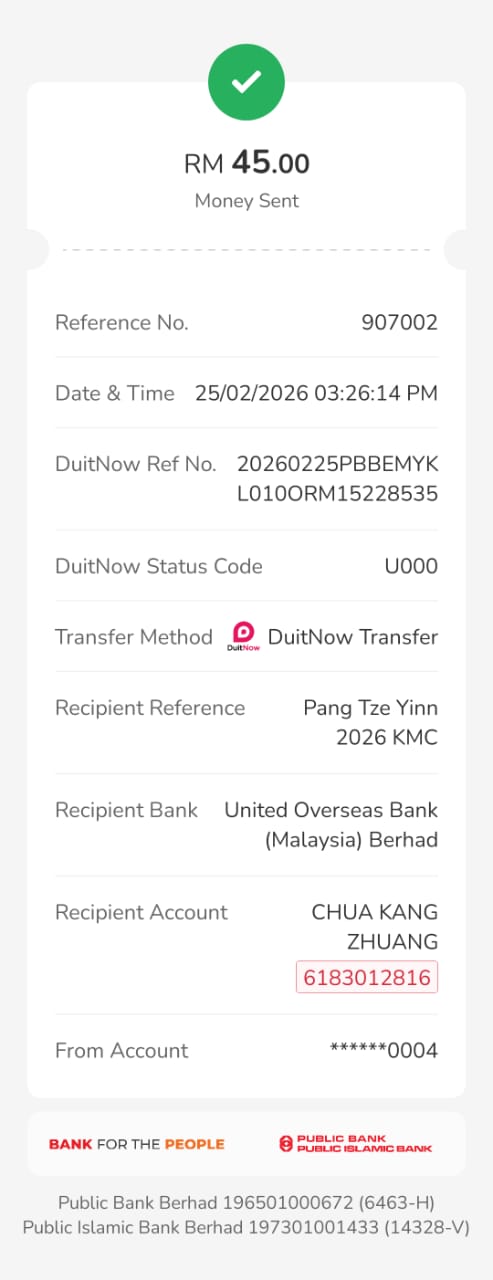 RM 45.00
Money Sent
Reference No. 907002
Date & Time 25/02/2026 03:26:14 PM
DuitNow Ref No. 20260225PBBEMYK
L010ORM15228535
DuitNow Status Code U000
Transfer Method DuitNow DuitNow Transfer
Recipient Reference Pang Tze Yinn
2026 KMC
Recipient Bank United Overseas Bank
(Malaysia) Berhad
Recipient Account CHUA KANG
ZHUANG
6183012816
From Account ******0004
BANK FOR THE PEOPLE PUBLIC BANK
PUBLIC ISLAMIC BANK
Public Bank Berhad 196501000672 (6463-H)
Public Islamic Bank Berhad 197301001433 (14328-V)